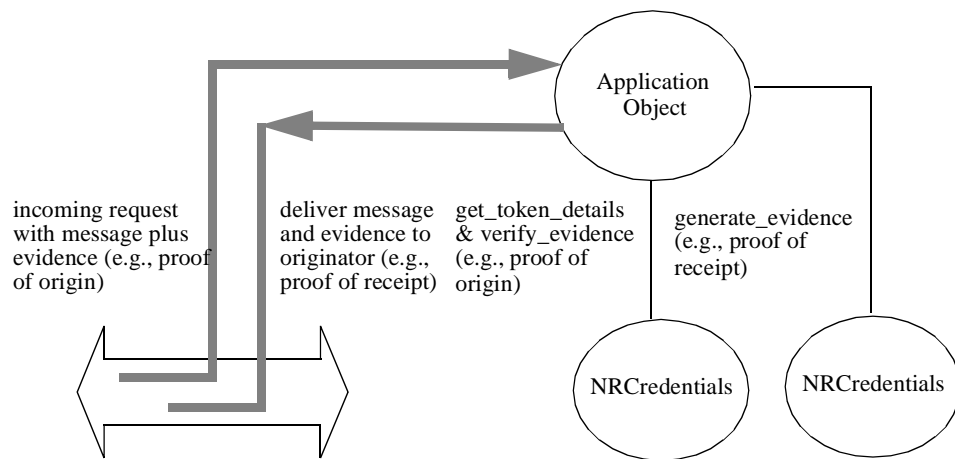 Application
Object
incoming request
with message plus
evidence (e.g., proof
of origin)
deliver message
and evidence to
originator (e.g.,
proof of receipt)
get_token_details
& verify_evidence
(e.g., proof of
origin)
generate_evidence
(e.g., proof of
receipt)
NRCredentials
NRCredentials